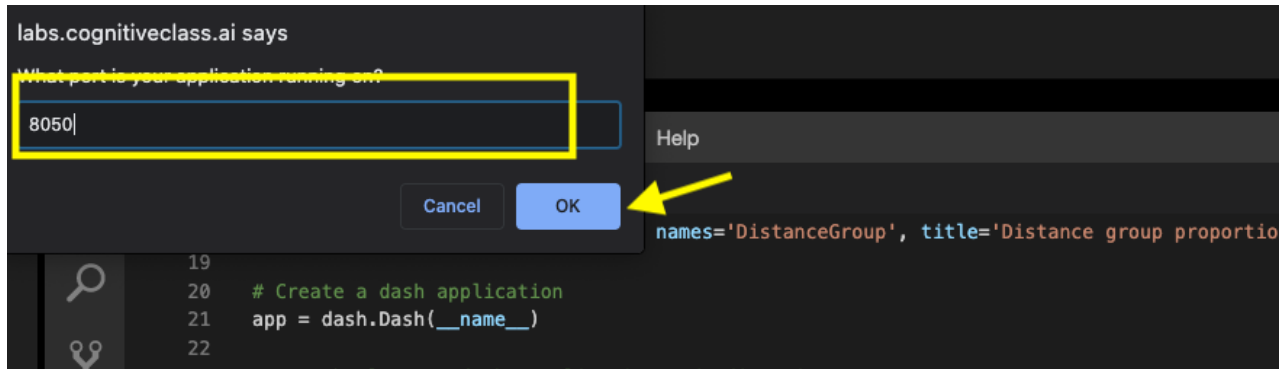 labs.cognitiveclass.ai says
What port is your application running on?
8050
Cancel
OK
Help
names='DistanceGroup', title='Distance group proportio
19
20 # Create a dash application
21 app = dash.Dash(__name__)
22